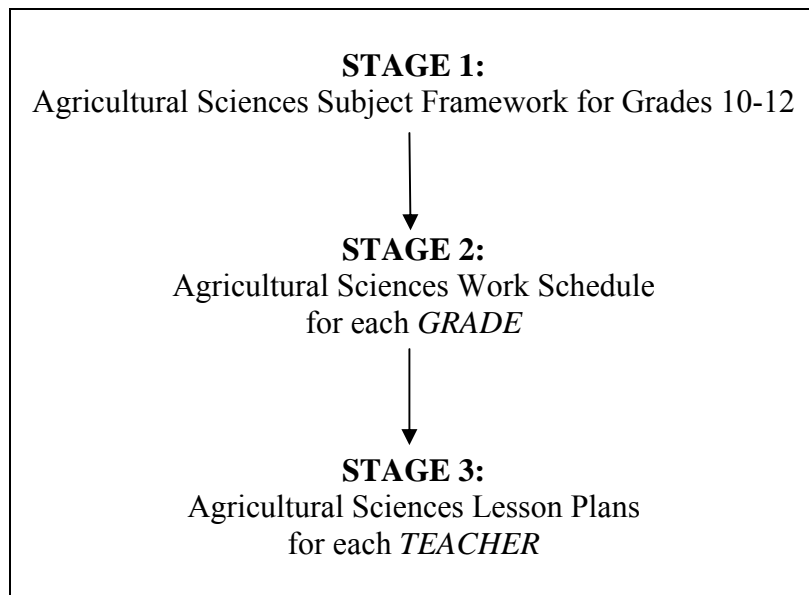 STAGE 1:
Agricultural Sciences Subject Framework for Grades 10-12
STAGE 2:
Agricultural Sciences Work Schedule
for each GRADE
STAGE 3:
Agricultural Sciences Lesson Plans
for each TEACHER